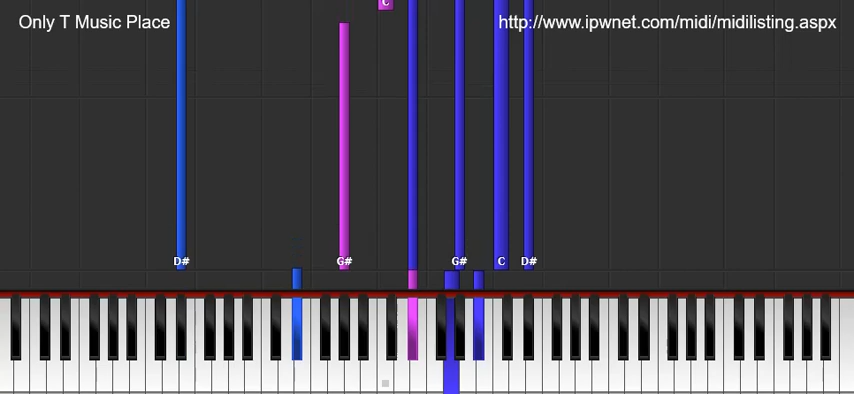 C
Only T Music Place
http://www.ipwnet.com/midi/midilisting.aspx
D#
G#
G#
C
D#